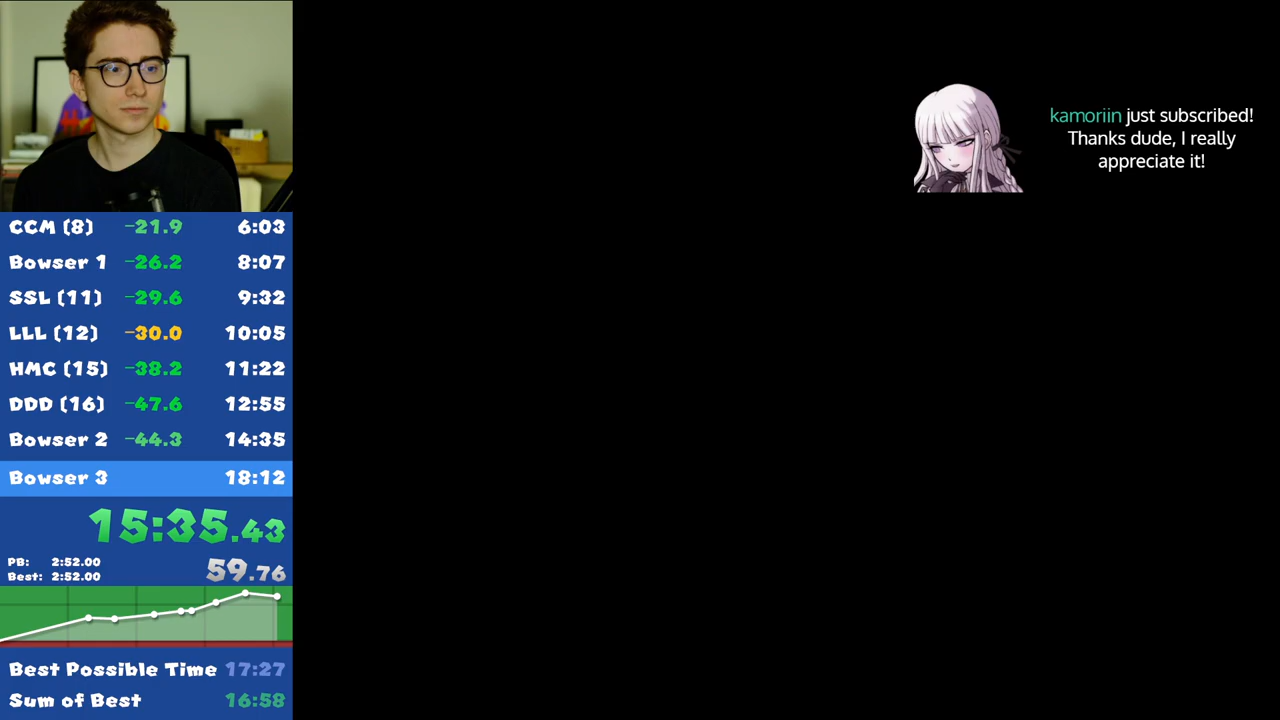 kamoriin just subscribed!
Thanks dude, I really
appreciate it!
CCM (8) -21.9 6:03
Bowser 1 -26.2 8:07
SSL (11) -29.6 9:32
LLL (12) -30.0 10:05
HMC (15) -38.2 11:22
DDD (16) -47.6 12:55
Bowser 2 -44.3 14:35
Bowser 3 18:12
15:35.43
PB: 2:52.00
Best: 2:52.00
59.76
Best Possible Time 17:27
Sum of Best 16:58